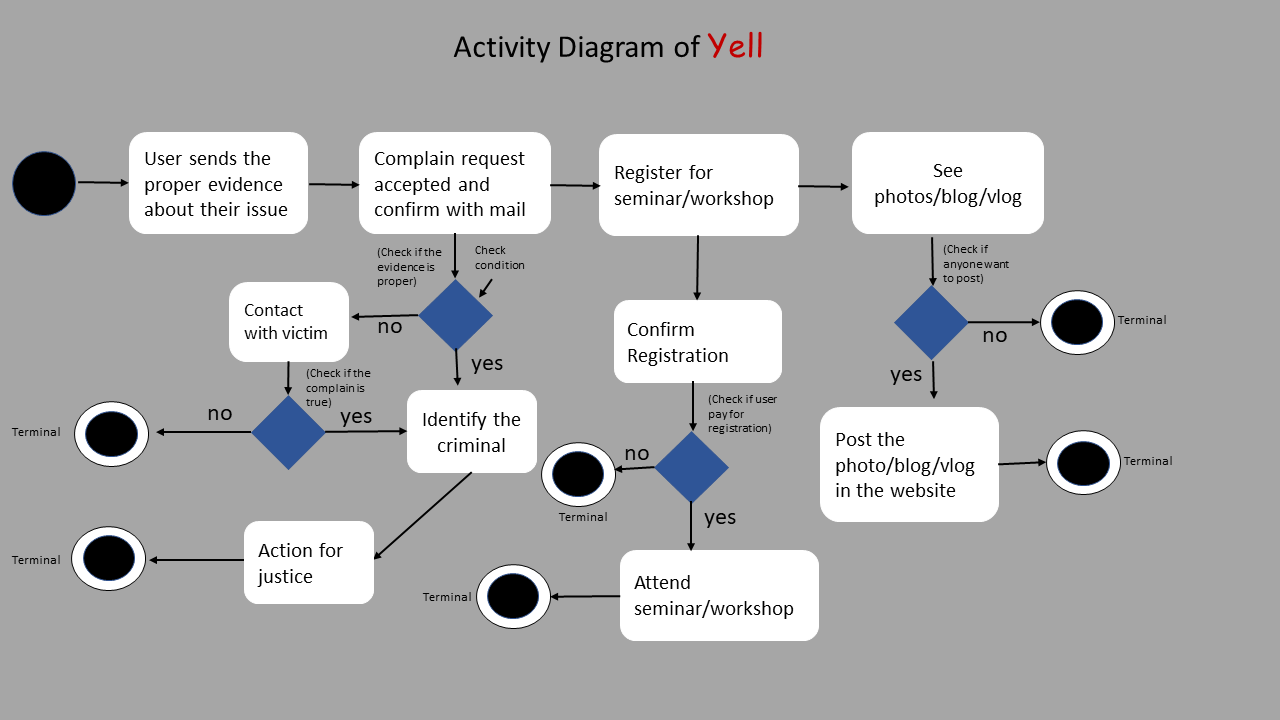 Activity Diagram of Yell
User sends the
proper evidence
about their issue
Complain request
accepted and
confirm with mail
Register for
seminar/workshop
See
photos/blog/vlog
(Check if the
evidence is
proper)
Check
condition
(Check if
anyone want
to post)
Contact
with victim
no
yes
Confirm
Registration
no
Terminal
yes
(Check if the
complain is
true)
no
yes
Terminal
Identify the
criminal
(Check if user
pay for
registration)
no
Terminal
yes
Post the
photo/blog/vlog
in the website
Terminal
Action for
justice
Terminal
Attend
seminar/workshop
Terminal